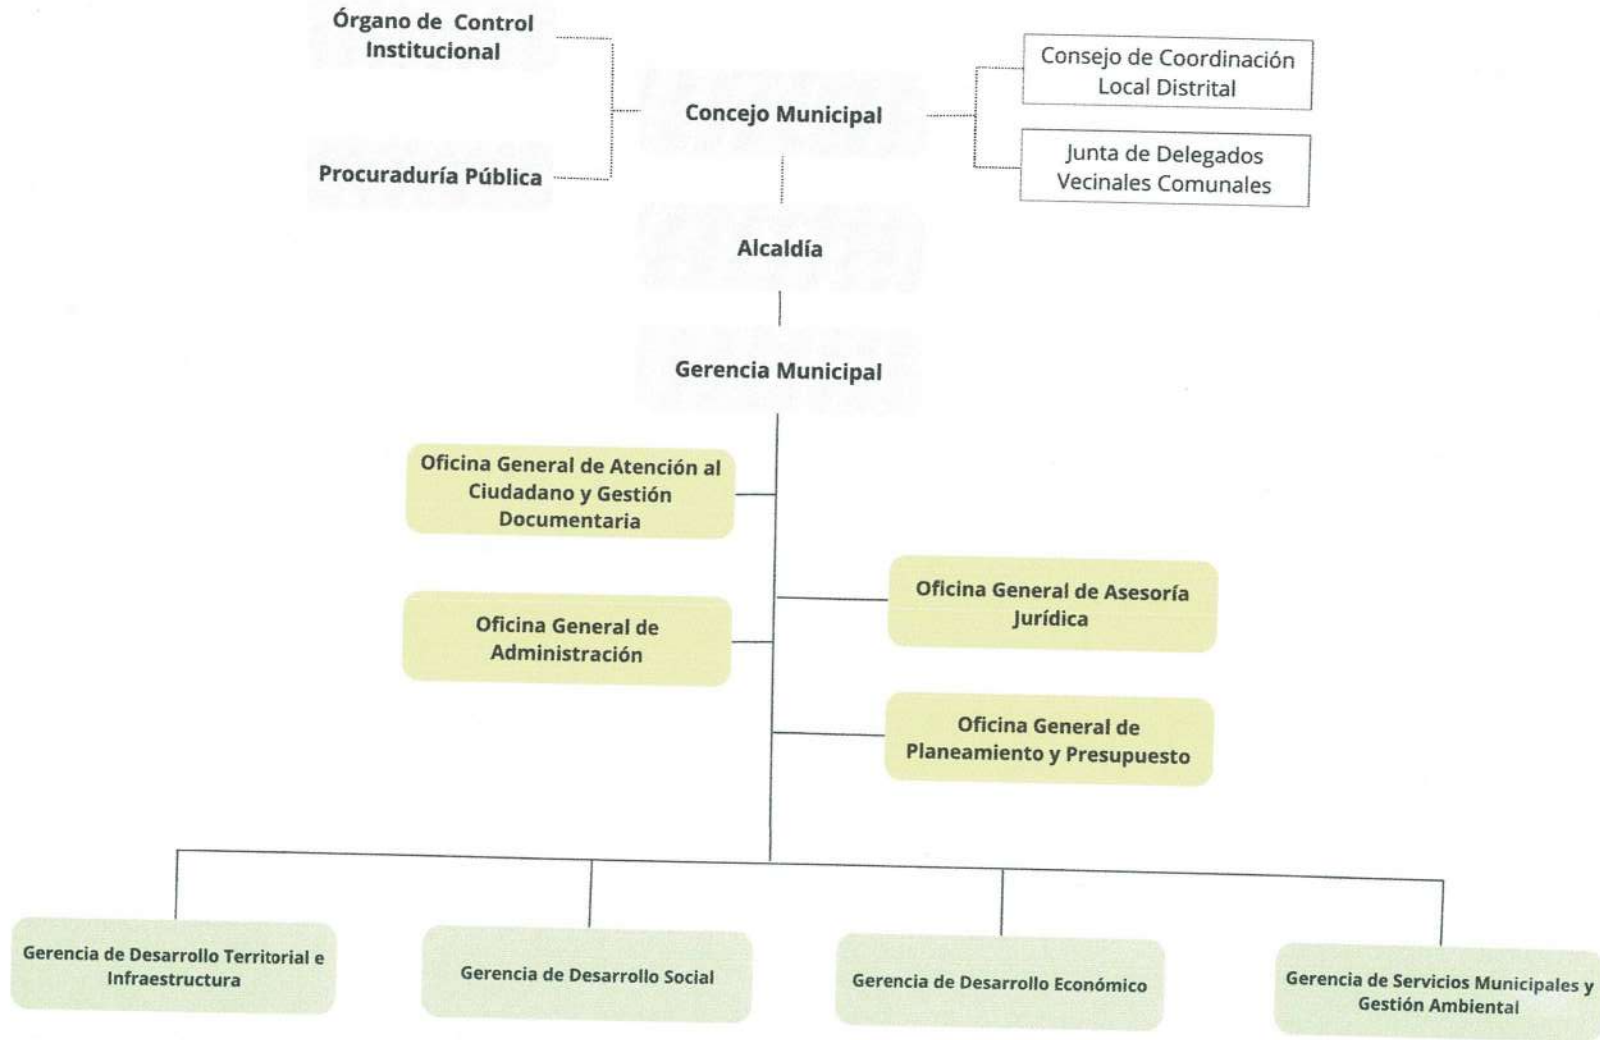 Órgano de Control
Institucional
Procuraduría Pública
Concejo Municipal
Consejo de Coordinación
Local Distrital
Junta de Delegados
Vecinales Comunales
Alcaldía
Gerencia Municipal
Oficina General de Atención al
Ciudadano y Gestión
Documentaria
Oficina General de Asesoría
Jurídica
Oficina General de
Administración
Oficina General de
Planeamiento y Presupuesto
Gerencia de Desarrollo Territorial e
Infraestructura
Gerencia de Desarrollo Social
Gerencia de Desarrollo Económico
Gerencia de Servicios Municipales y
Gestión Ambiental